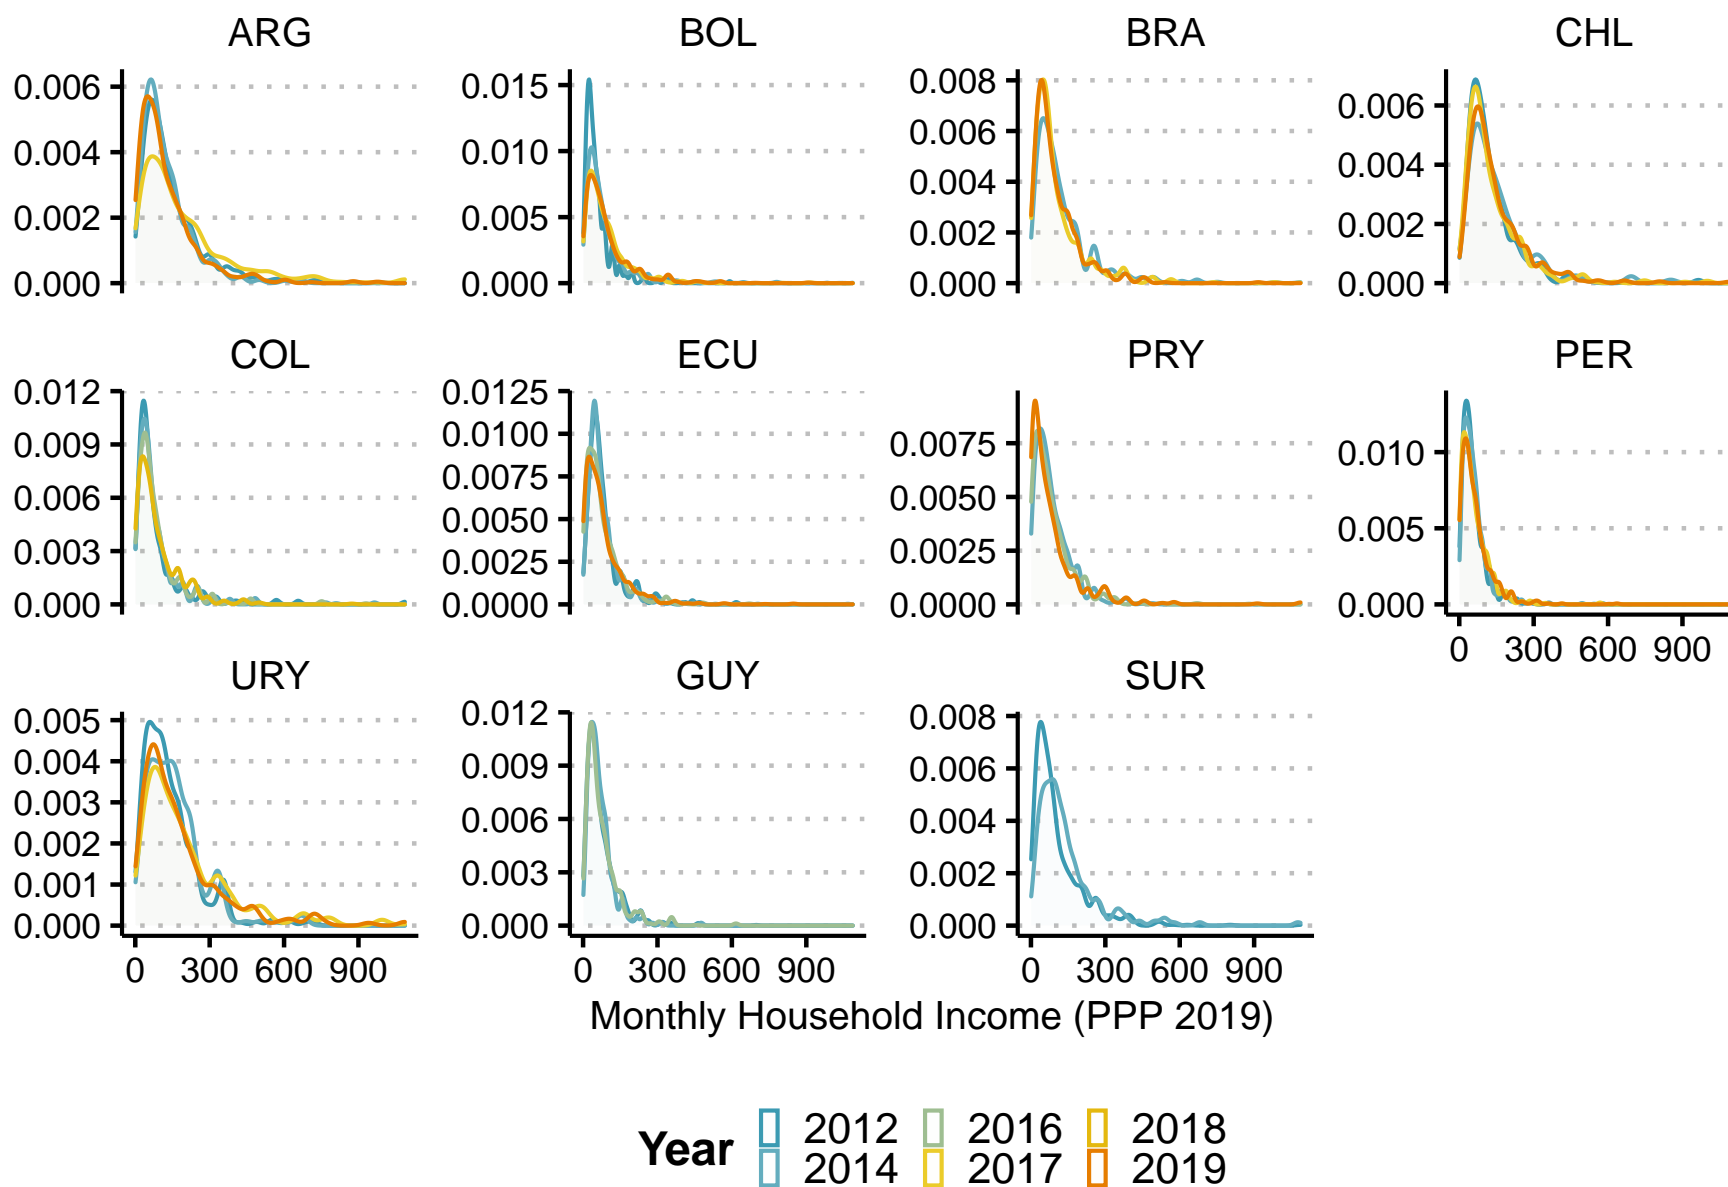 ARG BOL BRA CHL
0.006 0.015 0.008 0.006
0.004 0.010 0.006 0.004
0.002 0.005 0.004 0.002
0.000 0.000 0.002 0.000
0.000
COL ECU PRY PER
0.012 0.0125 0.0075 0.010
0.009 0.0100 0.0050 0.005
0.006 0.0075 0.0025 0.000
0.003 0.0050 0.000
0.000 0.0025
0.0000
0 300 600 900
URY GUY SUR
0.005 0.012 0.008
0.004 0.009 0.006
0.003 0.006 0.004
0.002 0.003 0.002
0.001 0.000 0.000
0.000
0 300 600 900 0 300 600 900 0 300 600 900
Monthly Household Income (PPP 2019)
Year 2012 2016 2018
2014 2017 2019